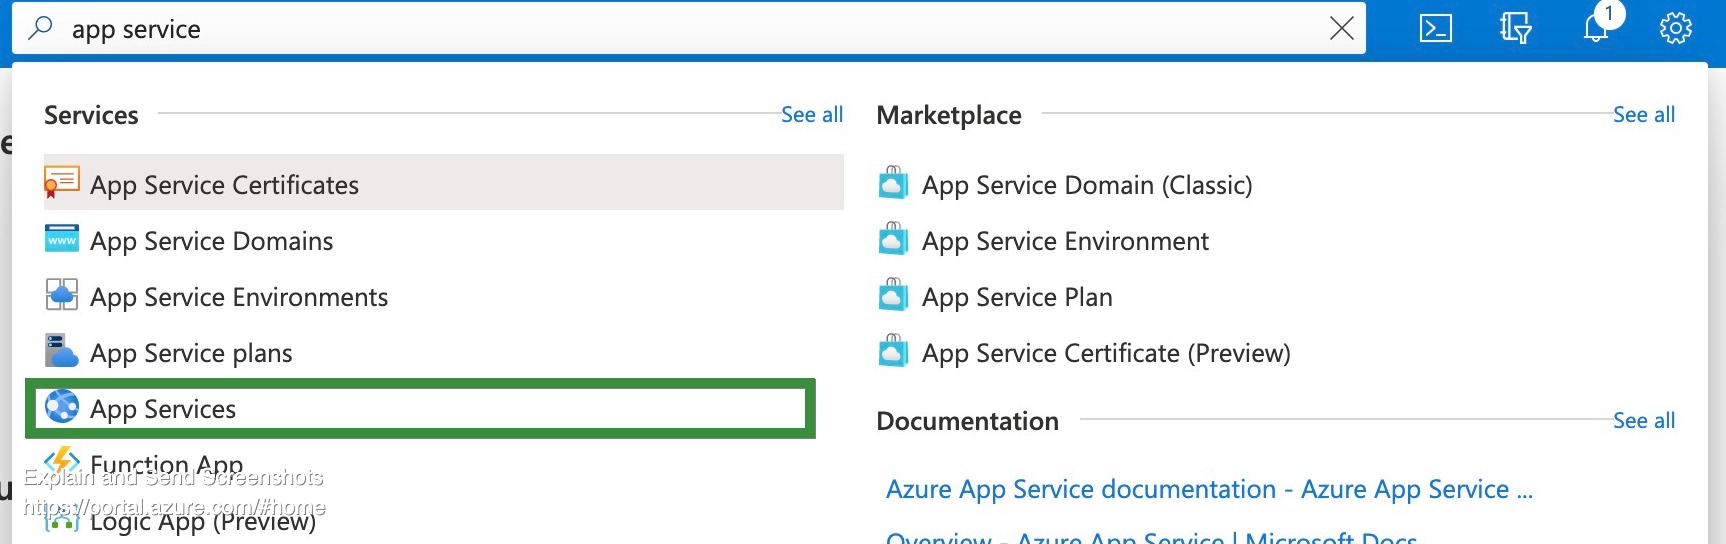 app service
1
Services
See all
App Service Certificates
www
App Service Domains
App Service Environments
App Service plans
App Services
Function App
Explain and Send Screenshots
https://portal.azure.com/#home
Logic App (Preview)
Marketplace
See all
App Service Domain (Classic)
App Service Environment
App Service Plan
App Service Certificate (Preview)
Documentation
See all
Azure App Service documentation - Azure App Service ...
Overview - Azure App Service | Microsoft Docs